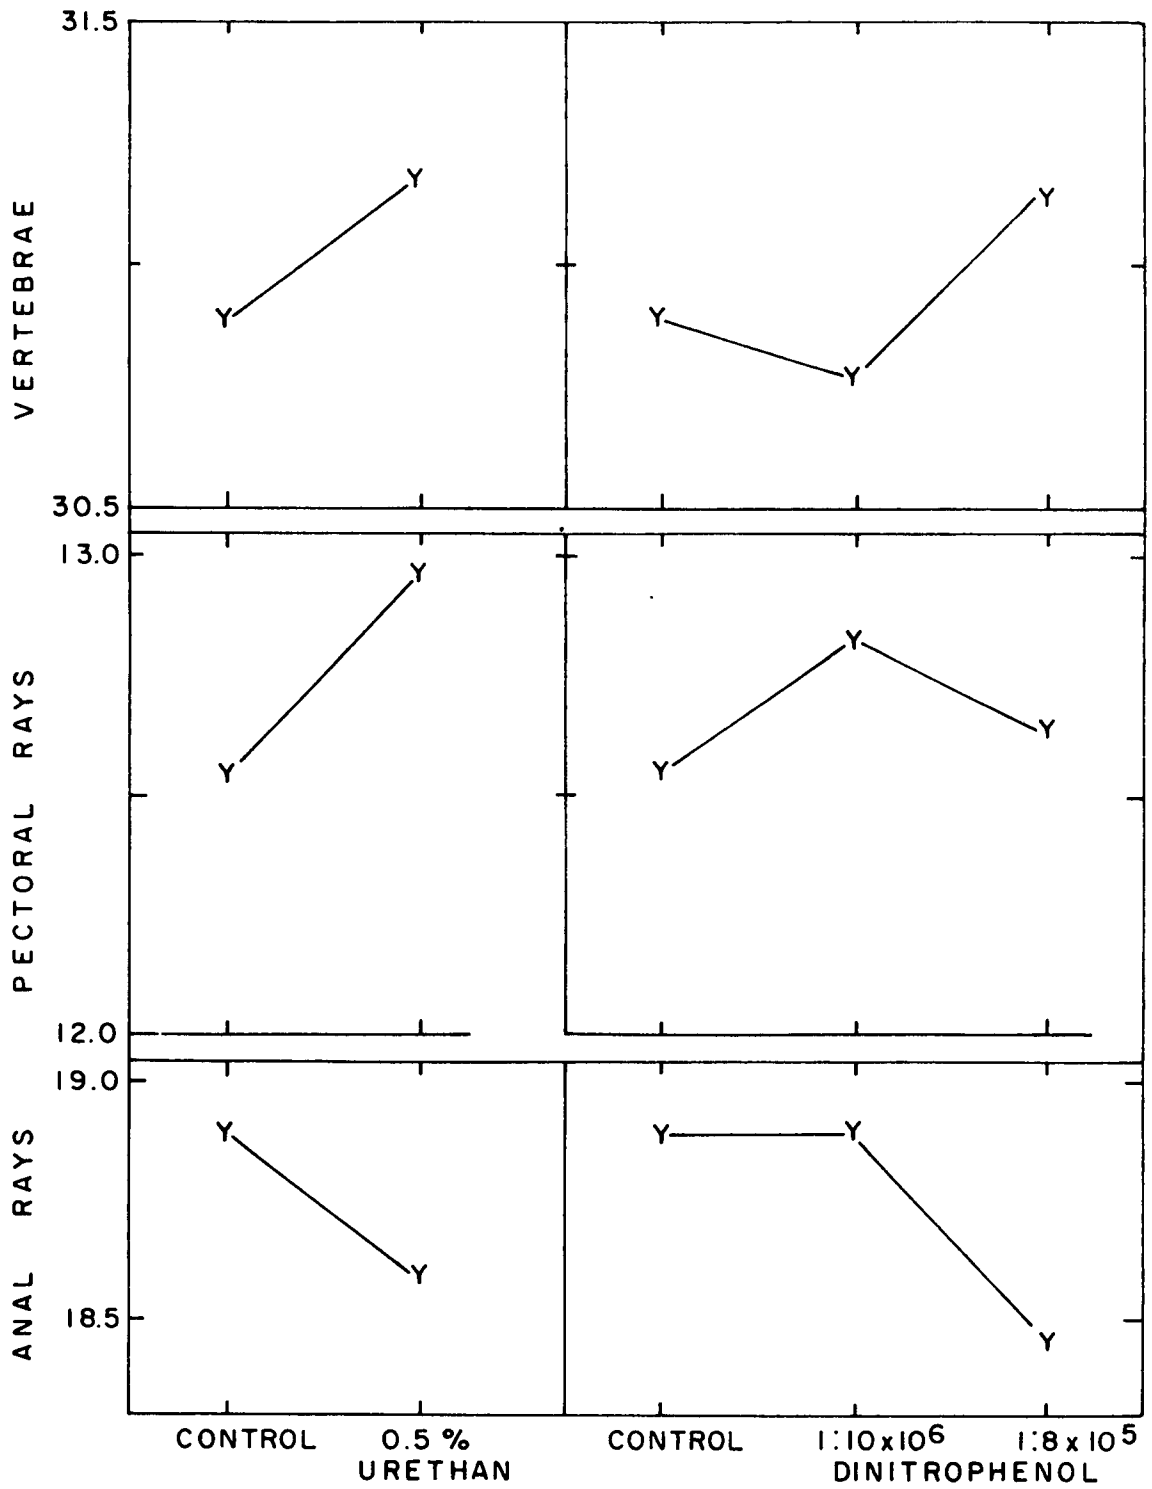 31.5
VERTEBRAE
30.5
13.0
PECTORAL RAYS
12.0
19.0
ANAL RAYS
18.5
CONTROL 0.5 % CONTROL 1:10x10⁶ 1:8x10⁵
URETHAN DINITROPHENOL
Y Y Y Y Y
Y Y Y Y Y
Y Y Y Y Y